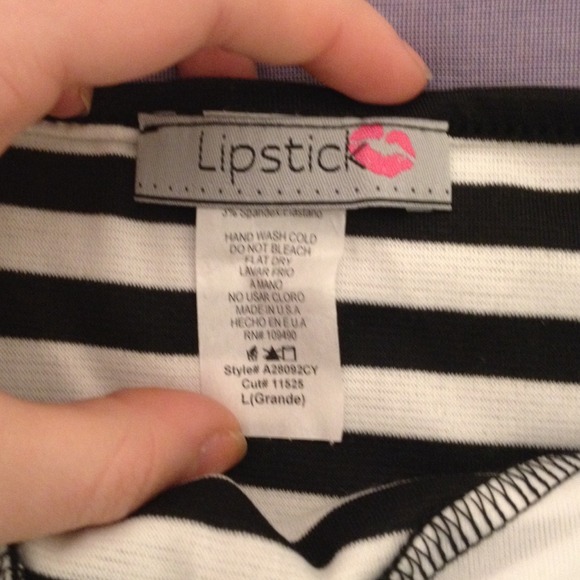 Lipstick
3% Spandex/Elastano
HAND WASH COLD
DO NOT BLEACH
FLAT DRY
LAVAR FRIO
A MANO
NO USAR CLORO
MADE IN U.S.A
HECHO EN E.U.A
RN# 109490
Style# A28092CY
Cut# 11525
L(Grande)